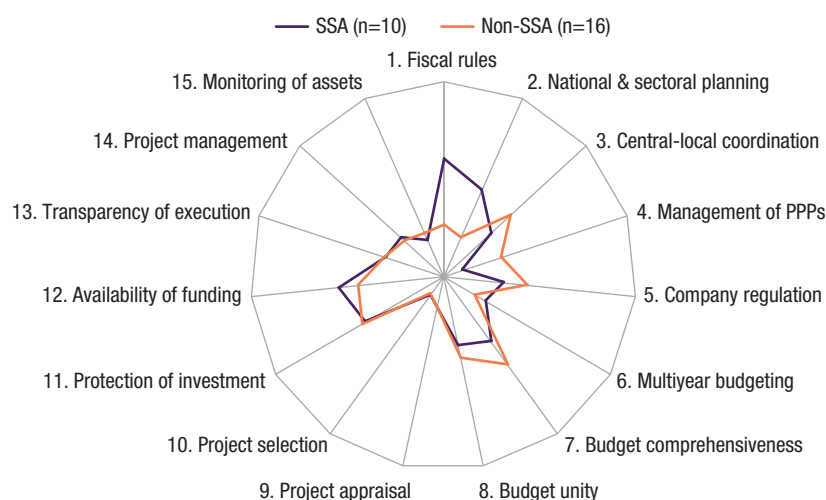 SSA (n=10) Non-SSA (n=16)
1. Fiscal rules
2. National & sectoral planning
3. Central-local coordination
4. Management of PPPs
5. Company regulation
6. Multiyear budgeting
7. Budget comprehensiveness
8. Budget unity
9. Project appraisal
10. Project selection
11. Protection of investment
12. Availability of funding
13. Transparency of execution
14. Project management
15. Monitoring of assets